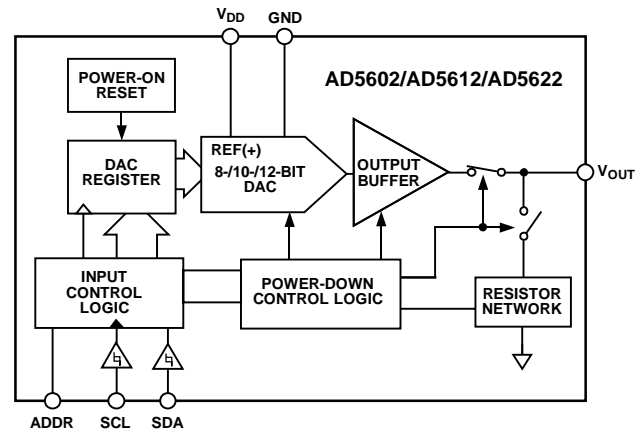 VDD GND
AD5602/AD5612/AD5622
POWER-ON
RESET
DAC
REGISTER
REF(+)
8-/10-/12-BIT
DAC
OUTPUT
BUFFER
VOUT
INPUT
CONTROL
LOGIC
POWER-DOWN
CONTROL LOGIC
RESISTOR
NETWORK
ADDR SCL SDA